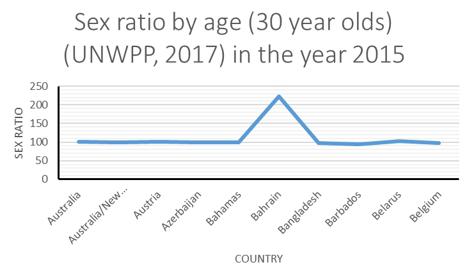 Sex ratio by age (30 year olds)
(UNWPP, 2017) in the year 2015
250
200
150
100
50
0
SEX RATIO
Australia
Australia/New...
Austria
Azerbaijan
Bahamas
Bahrain
Bangladesh
Barbados
Belarus
Belgium
COUNTRY